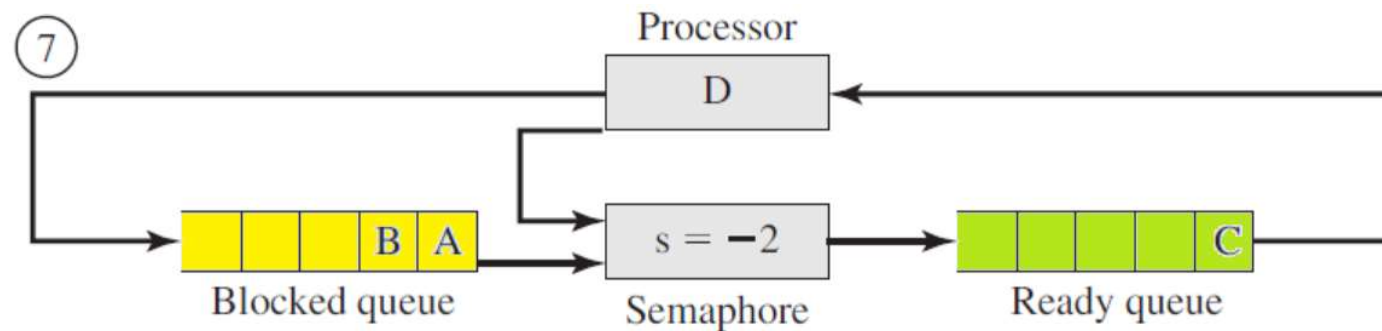 7
Processor
D
B A
s = −2
C
Blocked queue
Semaphore
Ready queue